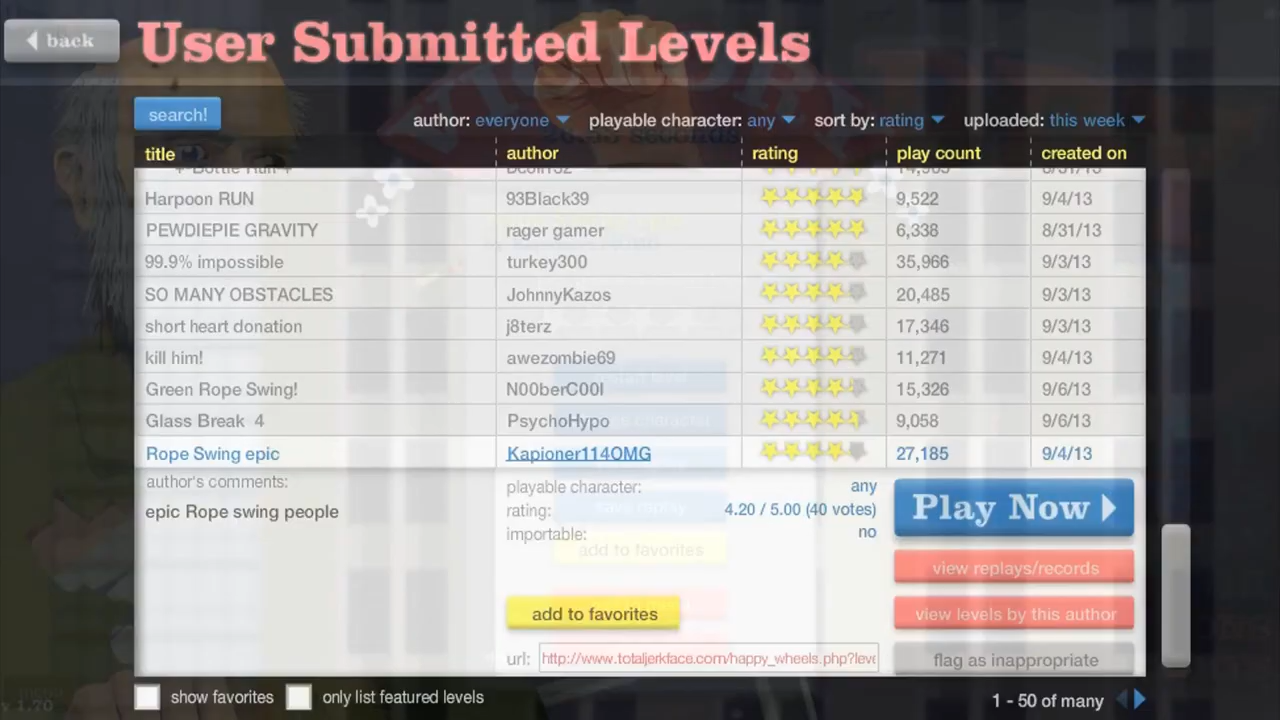 back
User Submitted Levels
search!
author: everyone playable character: any sort by: rating uploaded: this week
title author rating play count created on
Harpoon RUN 93Black39 9,522 9/4/13
PEWDIEPIE GRAVITY rager gamer 6,338 8/31/13
99.9% impossible turkey300 35,966 9/3/13
SO MANY OBSTACLES JohnnyKazos 20,485 9/3/13
short heart donation j8terz 17,346 9/3/13
kill him! awezombie69 11,271 9/4/13
Green Rope Swing! N00berC00l 15,326 9/6/13
Glass Break 4 PsychoHypo 9,058 9/6/13
Rope Swing epic Kapioner114OMG 27,185 9/4/13
author's comments: playable character: any
epic Rope swing people rating: 4.20 / 5.00 (40 votes)
importable: no
Play Now
add to favorites
view replays/records
add to favorites view levels by this author
url: http://www.totaljerkface.com/happy_wheels.php?leve
flag as inappropriate
show favorites only list featured levels 1 - 50 of many
v 1.70